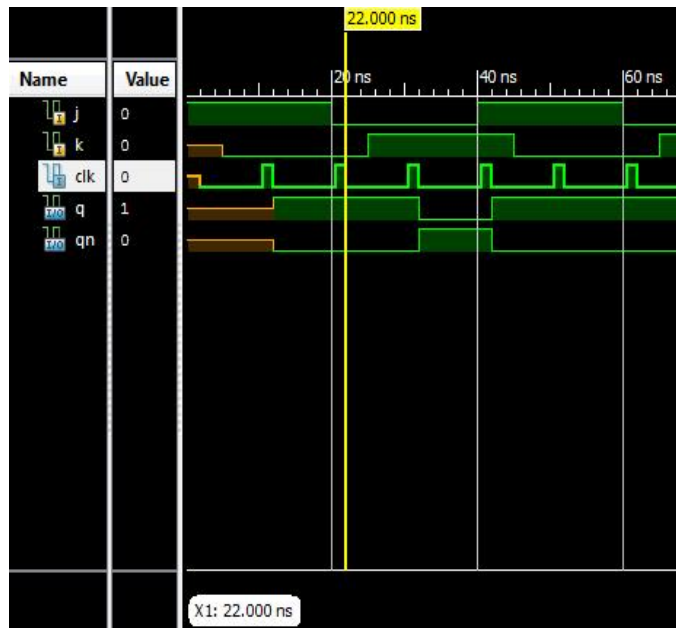 22.000 ns
Name Value
20 ns 40 ns 60 ns
j 0
k 0
clk 0
q 1
qn 0
X1: 22.000 ns